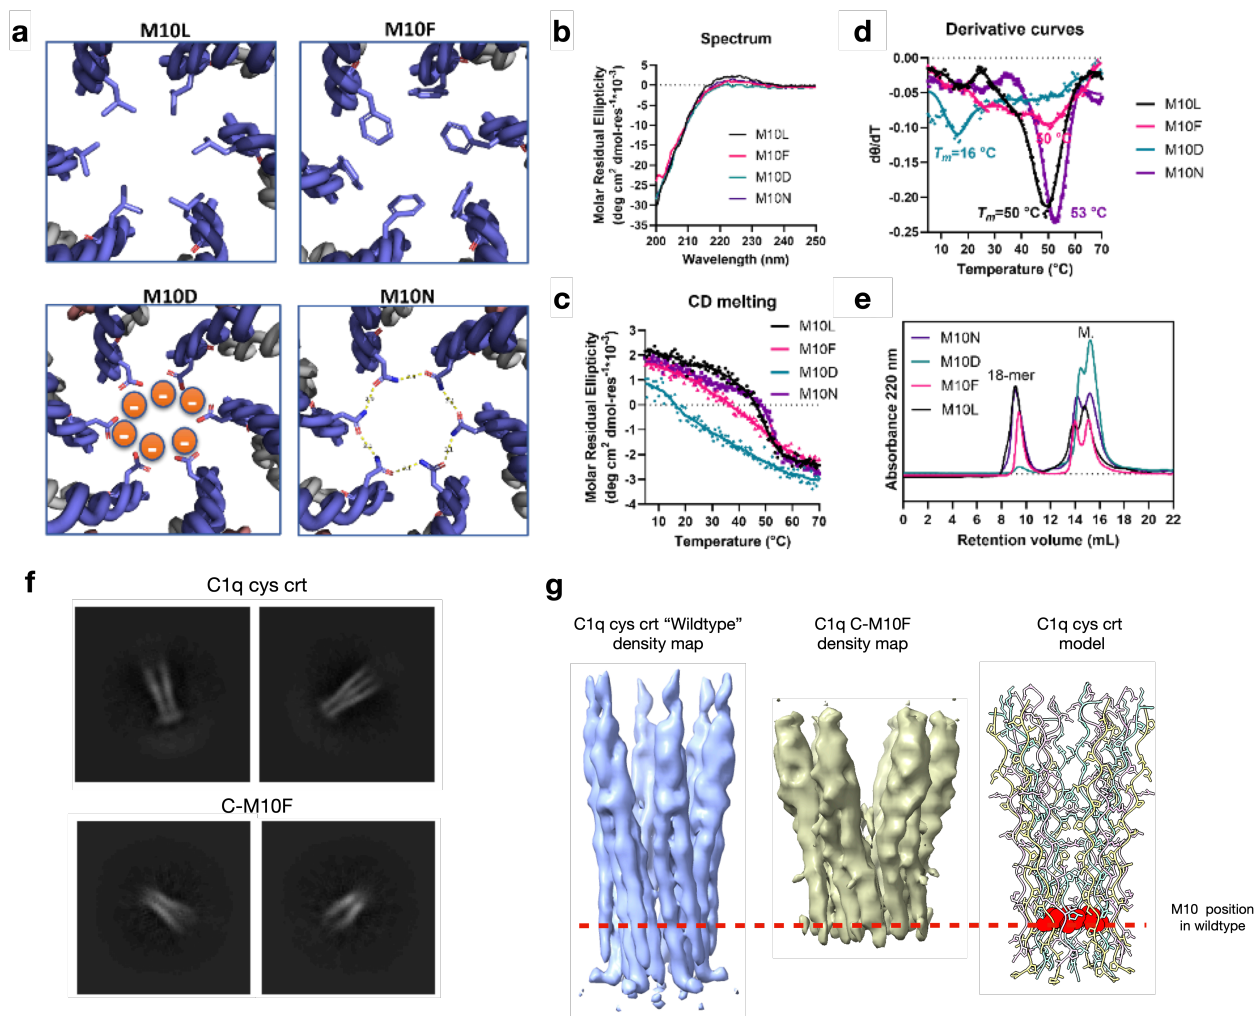 a
M10L
M10F
M10D
M10N
b
Spectrum
Molar Residual Ellipticity
(deg cm² dmol-res⁻¹*10⁻³)
5
0
-5
-10
-15
-20
-25
-30
-35
200
210
220
230
240
250
Wavelength (nm)
M10L
M10F
M10D
M10N
c
CD melting
Molar Residual Ellipticity
(deg cm² dmol-res⁻¹*10⁻³)
3
2
1
0
-1
-2
-3
-4
10
20
30
40
50
60
70
Temperature (°C)
M10L
M10F
M10D
M10N
d
Derivative curves
dθ/dT
0.00
-0.05
-0.10
-0.15
-0.20
-0.25
10
20
30
40
50
60
70
Temperature (°C)
Tm=16 °C
50 °C
Tm=50 °C
53 °C
M10L
M10F
M10D
M10N
e
Absorbance 220 nm
M10N
M10D
M10F
M10L
18-mer
M.
0
2
4
6
8
10
12
14
16
18
20
22
Retention volume (mL)
f
C1q cys crt
C-M10F
g
C1q cys crt “Wildtype”
density map
C1q C-M10F
density map
C1q cys crt
model
M10 position
in wildtype